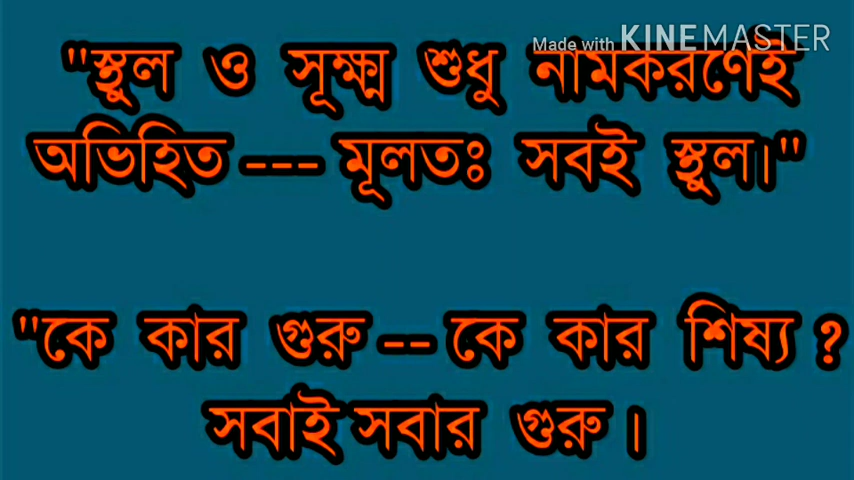 Made with KINEMASTER
"স্থুল ও সূক্ষ্ম শুধু নামকরণেই
অভিহিত --- মূলতঃ সবই স্থুল।"
"কে কার গুরু -- কে কার শিষ্য ?
সবাই সবার গুরু ।